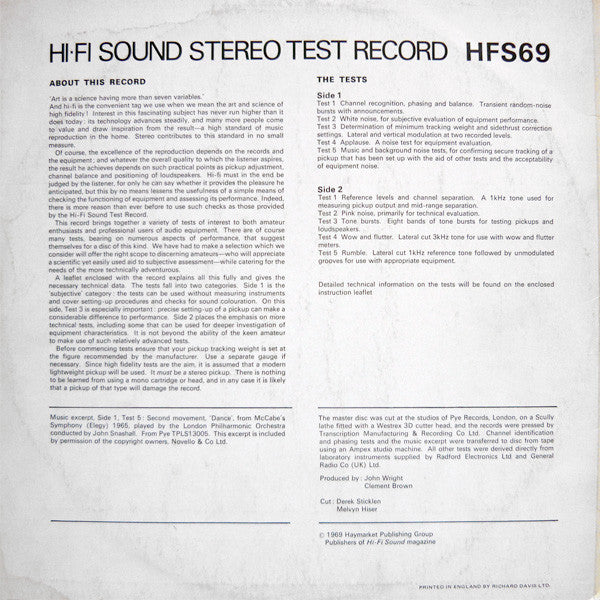 HI·FI SOUND STEREO TEST RECORD HFS69
ABOUT THIS RECORD
'Art is a science having more than seven variables.'
And hi-fi is the convenient tag we use when we mean the art and science of
high fidelity! Interest in this fascinating subject has never run higher than it
does today: its technology advances steadily, and many more people come
to value and draw inspiration from the result—a high standard of music
reproduction in the home. Stereo contributes to this standard in no small
measure.
Of course, the excellence of the reproduction depends on the records and
the equipment; and whatever the overall quality to which the listener aspires,
the result he achieves depends on such practical points as pickup adjustment,
channel balance and positioning of loudspeakers. Hi-fi must in the end be
judged by the listener, for only he can say whether it provides the pleasure he
anticipated, but this by no means lessens the usefulness of a simple means of
checking the functioning of equipment and assessing its performance. Indeed,
there is more reason than ever before to use such checks as those provided
by the Hi-Fi Sound Test Record.
This record brings together a variety of tests of interest to both amateur
enthusiasts and professional users of audio equipment. There are of course
many tests, bearing on numerous aspects of performance, that suggest
themselves for a disc of this kind. We have had to make a selection which we
consider will offer the right scope to discerning amateurs—who will appreciate
a scientific yet easily used aid to subjective assessment—while catering for the
needs of the more technically adventurous.
A leaflet enclosed with the record explains all this fully and gives the
necessary technical data. The tests fall into two categories. Side 1 is the
'subjective' category: the tests can be used without measuring instruments
and cover setting-up procedures and checks for sound colouration. On this
side, Test 3 is especially important: precise setting-up of a pickup can make a
considerable difference to performance. Side 2 places the emphasis on more
technical tests, including some that can be used for deeper investigation of
equipment characteristics. It is not beyond the ability of the keen amateur
to make use of such relatively advanced tests.
Before commencing tests ensure that your pickup tracking weight is set at
the figure recommended by the manufacturer. Use a separate gauge if
necessary. Since high fidelity tests are the aim, it is assumed that a modern
lightweight pickup will be used. It must be a stereo pickup. There is nothing
to be learned from using a mono cartridge or head, and in any case it is likely
that a pickup of that type will damage the record.
Music excerpt, Side 1, Test 5: Second movement, 'Dance', from McCabe's
Symphony (Elegy) 1965, played by the London Philharmonic Orchestra
conducted by John Snashall. From Pye TPLS13005. This excerpt is included
by permission of the copyright owners, Novello & Co Ltd.
THE TESTS
Side 1
Test 1 Channel recognition, phasing and balance. Transient random-noise
bursts with announcements.
Test 2 White noise, for subjective evaluation of equipment performance.
Test 3 Determination of minimum tracking weight and sidethrust correction
settings. Lateral and vertical modulation at two recorded levels.
Test 4 Applause. A noise test for equipment evaluation.
Test 5 Music and background noise tests, for confirming secure tracking of a
pickup that has been set up with the aid of other tests and the acceptability
of equipment noise.
Side 2
Test 1 Reference levels and channel separation. A 1kHz tone used for
measuring pickup output and mid-range separation.
Test 2 Pink noise, primarily for technical evaluation.
Test 3 Tone bursts. Eight bands of tone bursts for testing pickups and
loudspeakers.
Test 4 Wow and flutter. Lateral cut 3kHz tone for use with wow and flutter
meters.
Test 5 Rumble. Lateral cut 1kHz reference tone followed by unmodulated
grooves for use with appropriate equipment.
Detailed technical information on the tests will be found on the enclosed
instruction leaflet
The master disc was cut at the studios of Pye Records, London, on a Scully
lathe fitted with a Westrex 3D cutter head, and the records were pressed by
Transcription Manufacturing & Recording Co Ltd. Channel identification
and phasing tests and the music excerpt were transferred to disc from tape
using an Ampex studio machine. All other tests were derived directly from
laboratory instruments supplied by Radford Electronics Ltd and General
Radio Co (UK) Ltd.
Produced by: John Wright
Clement Brown
Cut: Derek Sticklen
Melvyn Hiser
© 1969 Haymarket Publishing Group
Publishers of Hi-Fi Sound magazine
PRINTED IN ENGLAND BY RICHARD DAVIS LTD.